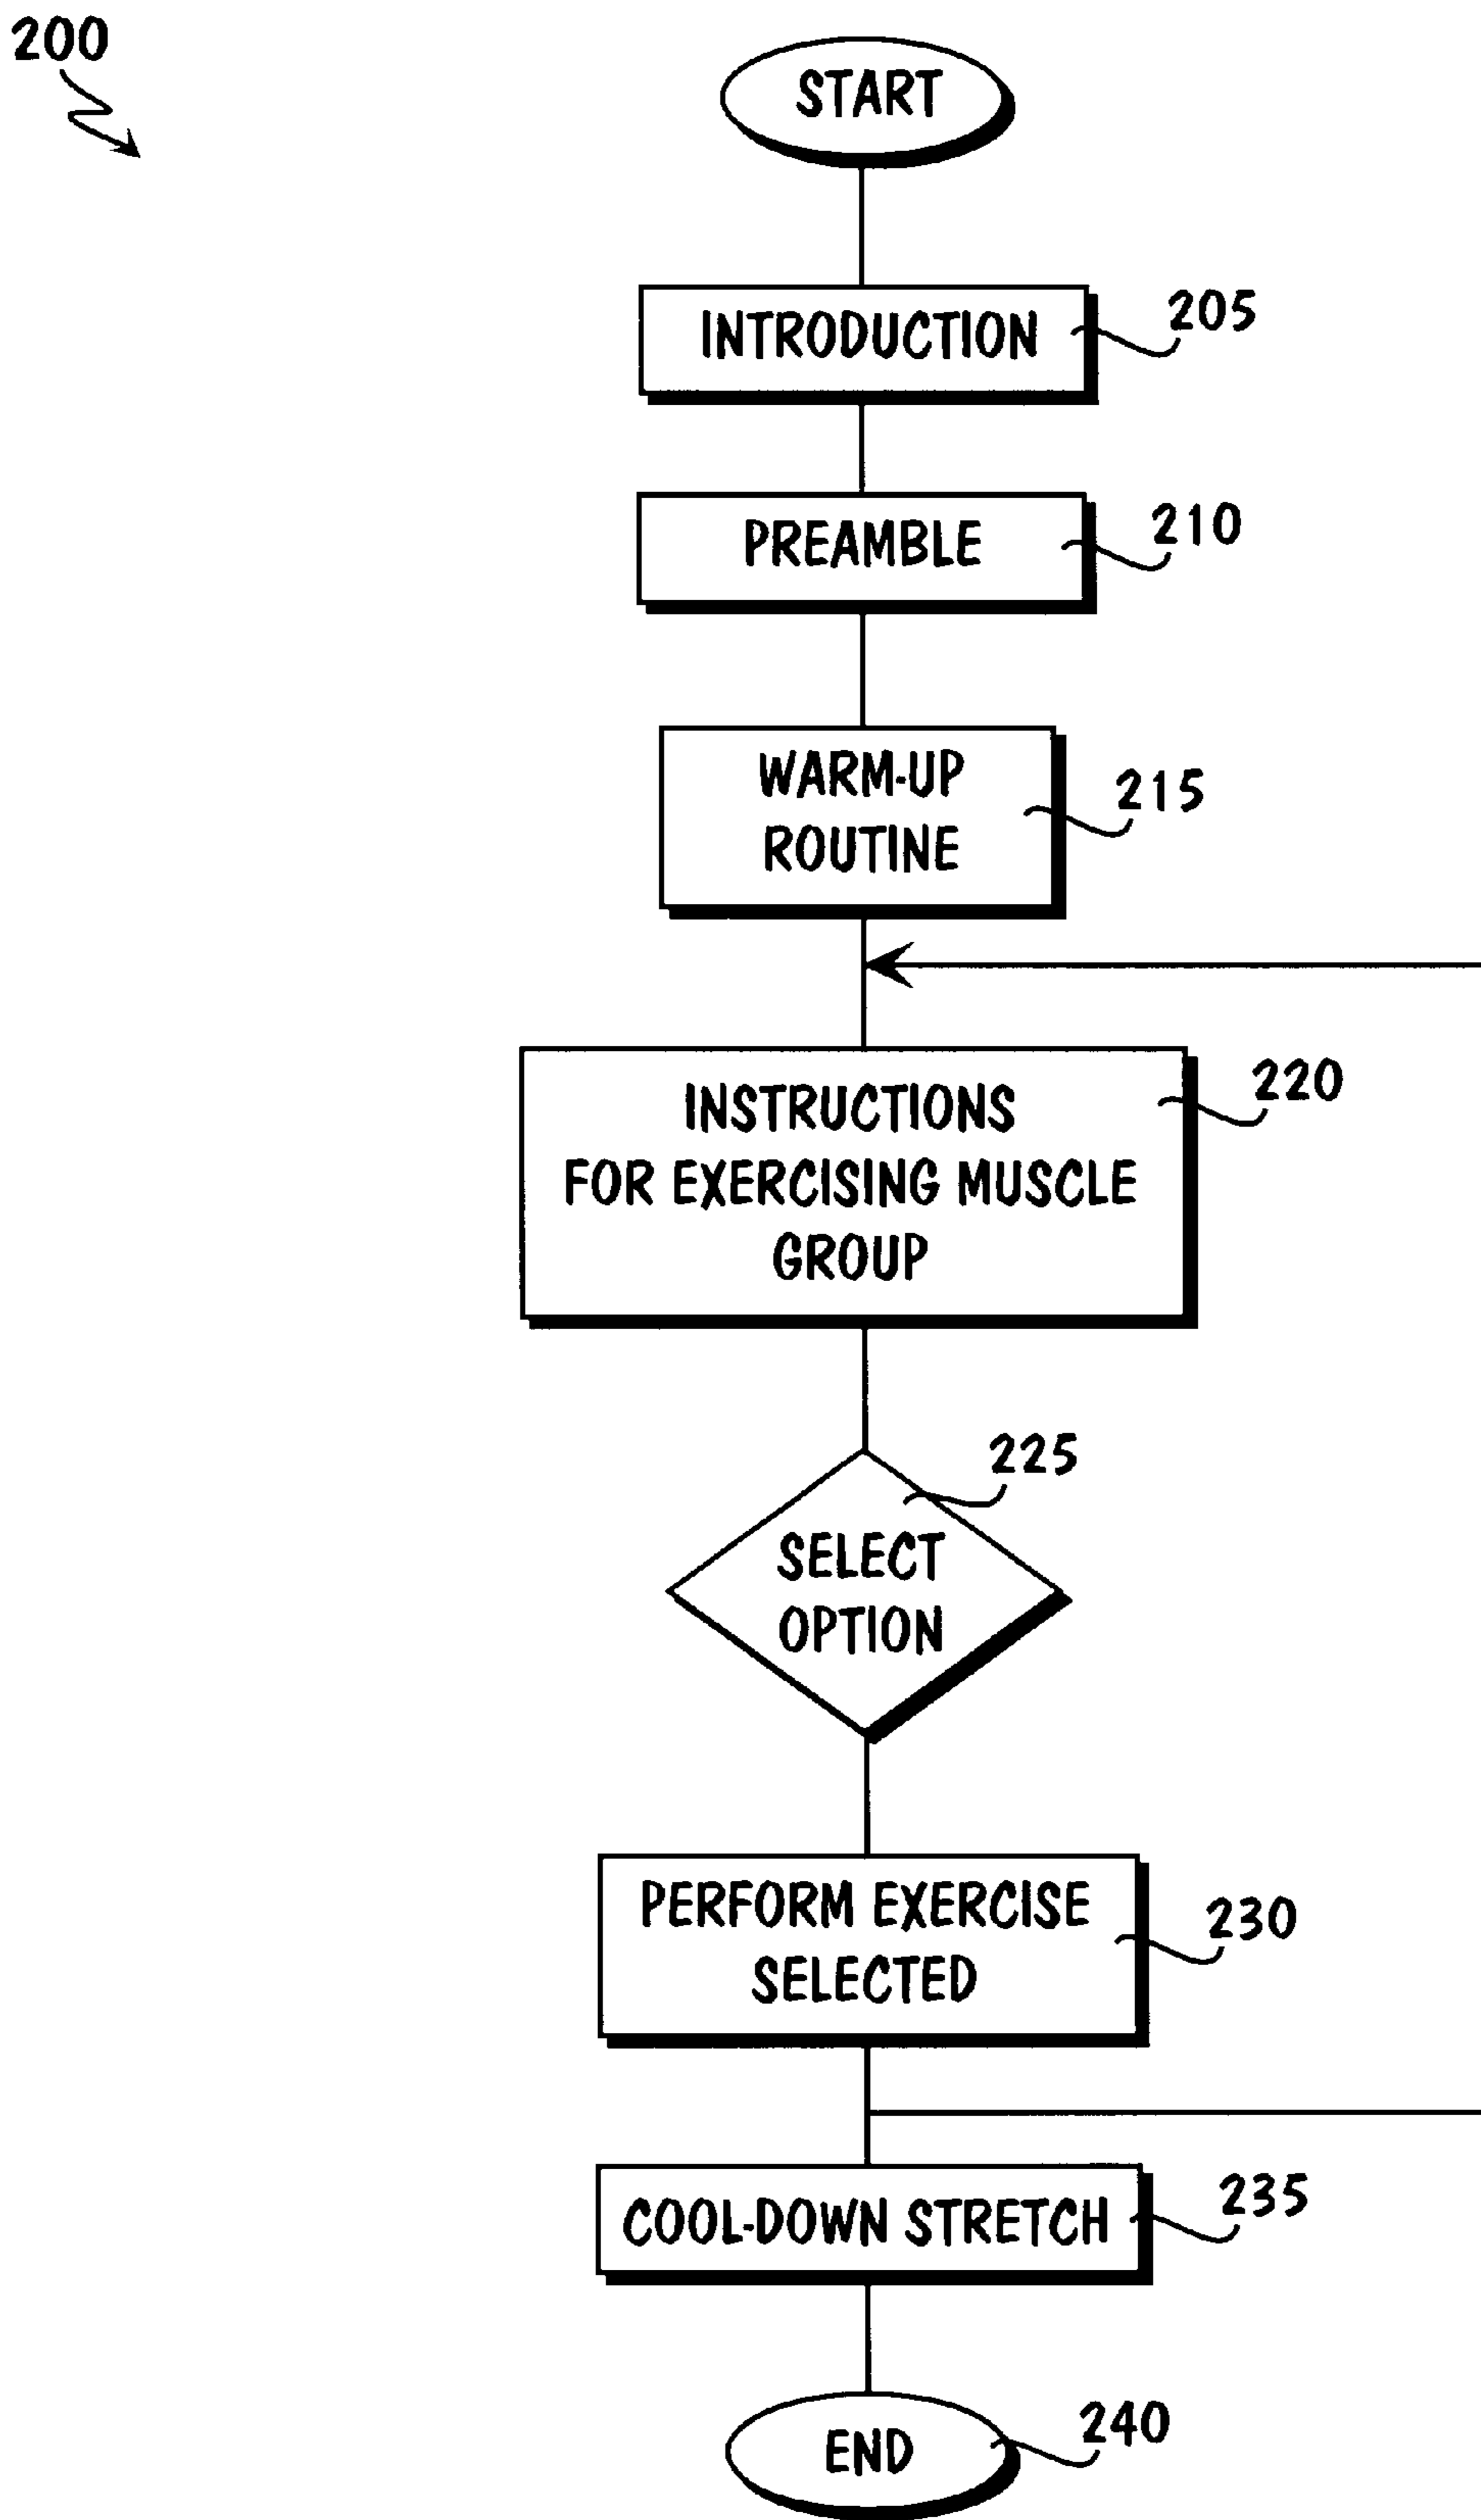 200
START
INTRODUCTION
205
PREAMBLE
210
WARM-UP
ROUTINE
215
INSTRUCTIONS
FOR EXERCISING MUSCLE
GROUP
220
225
SELECT
OPTION
PERFORM EXERCISE
SELECTED
230
COOL-DOWN STRETCH
235
END
240